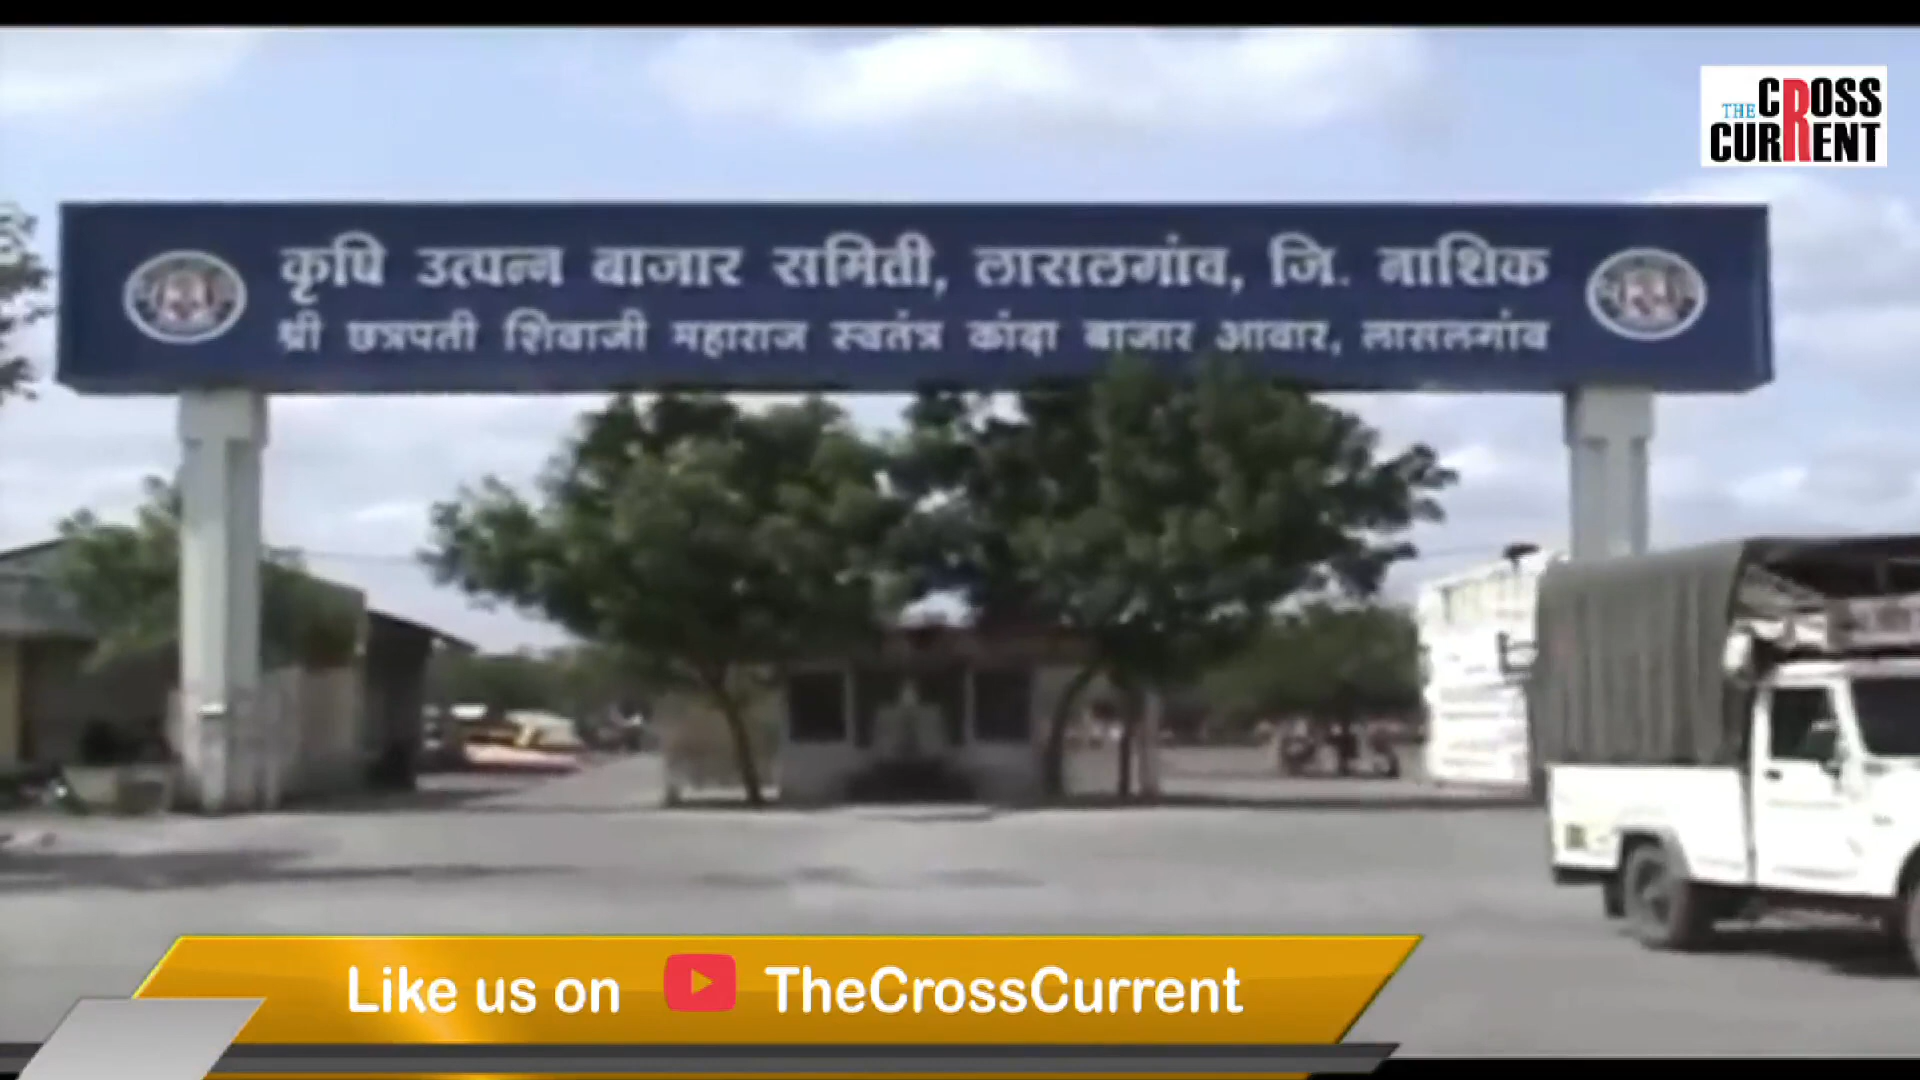 THE CROSS
CURRENT
कृषि उत्पन्न बाजार समिती, लासलगांव, जि. नाशिक
श्री छत्रपती शिवाजी महाराज स्वतंत्र कांदा बाजार आवार, लासलगांव
Like us on TheCrossCurrent